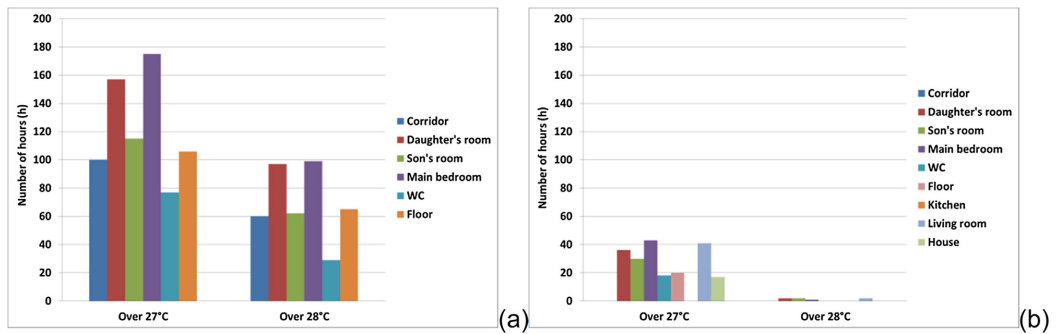 200
180
160
140
120
100
80
60
40
20
0
Number of hours (h)
Over 27°C
Over 28°C
Corridor
Daughter's room
Son's room
Main bedroom
WC
Floor
(a)
200
180
160
140
120
100
80
60
40
20
0
Number of hours (h)
Over 27°C
Over 28°C
Corridor
Daughter's room
Son's room
Main bedroom
WC
Floor
Kitchen
Living room
House
(b)